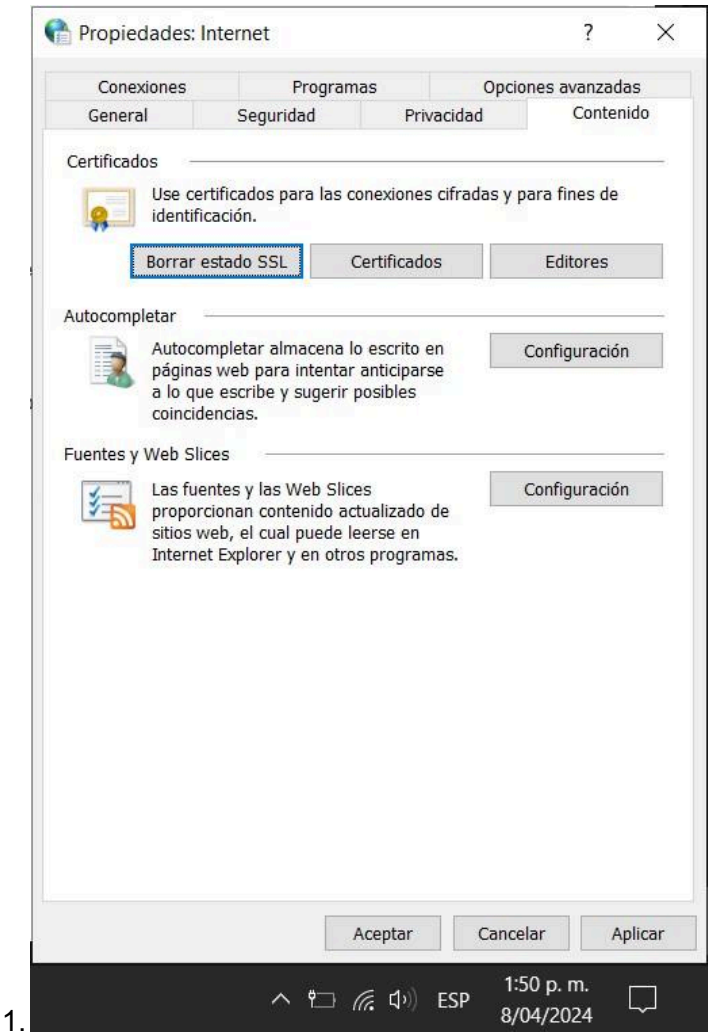 Propiedades: Internet
?
Conexiones Programas Opciones avanzadas
General Seguridad Privacidad Contenido
Certificados
Use certificados para las conexiones cifradas y para fines de
identificación.
Borrar estado SSL Certificados Editores
Autocompletar
Autocompletar almacena lo escrito en
páginas web para intentar anticiparse
a lo que escribe y sugerir posibles
coincidencias.
Configuración
Fuentes y Web Slices
Las fuentes y las Web Slices
proporcionan contenido actualizado de
sitios web, el cual puede leerse en
Internet Explorer y en otros programas.
Configuración
Aceptar Cancelar Aplicar
ESP
1:50 p. m.
8/04/2024
1.